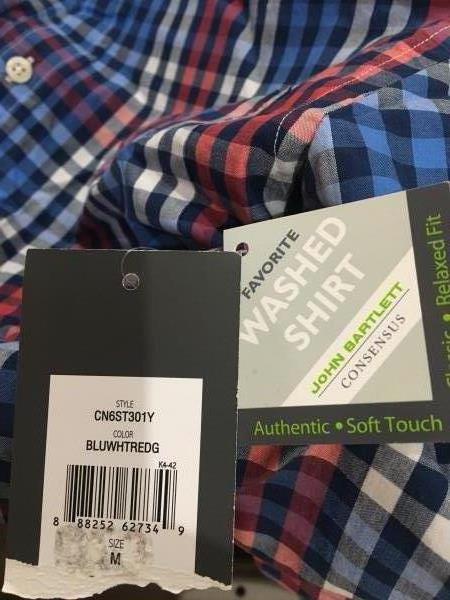 FAVORITE
WASHED
SHIRT
JOHN BARTLETT
CONSENSUS
Authentic • Soft Touch
• Relaxed Fit
STYLE
CN6ST301Y
COLOR
BLUWHTREDG
K4-42
8 88252 62734 9
SIZE
M